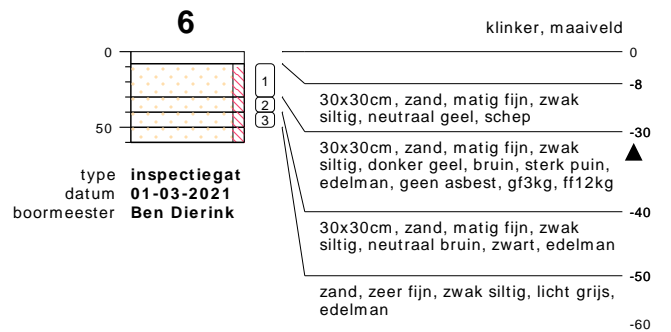 6
klinker, maaiveld
0
0
-8
1
30x30cm, zand, matig fijn, zwak
siltig, neutraal geel, schep
2
-30
3
30x30cm, zand, matig fijn, zwak
siltig, donker geel, bruin, sterk puin,
edelman, geen asbest, gf3kg, ff12kg
50
type inspectiegat
datum 01-03-2021
boormeester Ben Dierink
-40
30x30cm, zand, matig fijn, zwak
siltig, neutraal bruin, zwart, edelman
-50
zand, zeer fijn, zwak siltig, licht grijs,
edelman
-60